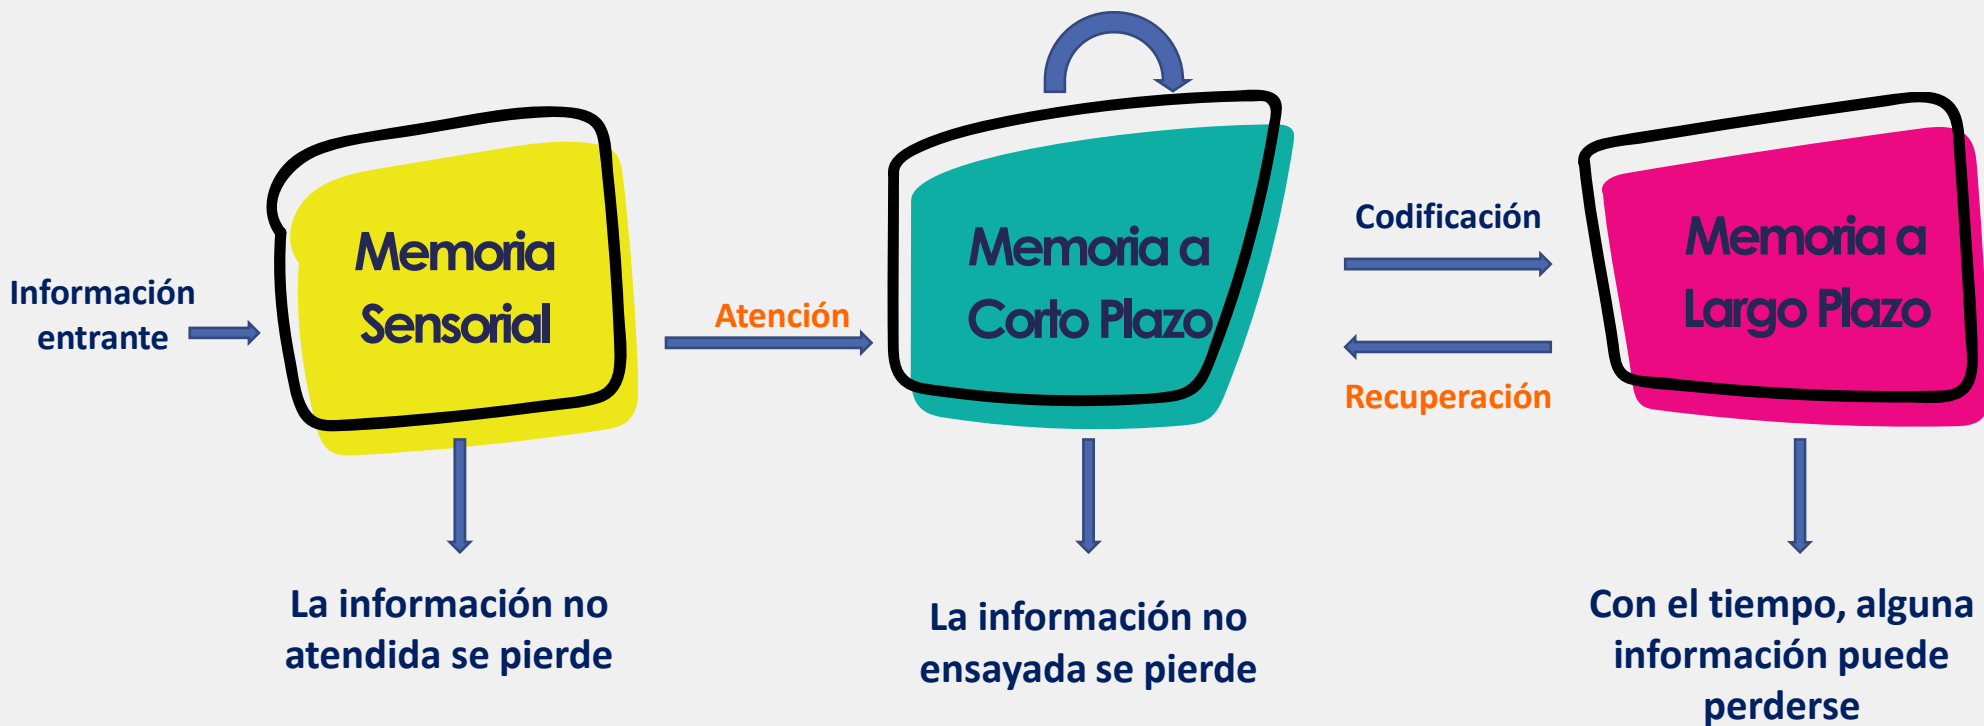 Información
entrante
Memoria
Sensorial
Atención
Memoria a
Corto Plazo
Codificación
Recuperación
Memoria a
Largo Plazo
La información no
atendida se pierde
La información no
ensayada se pierde
Con el tiempo, alguna
información puede
perderse